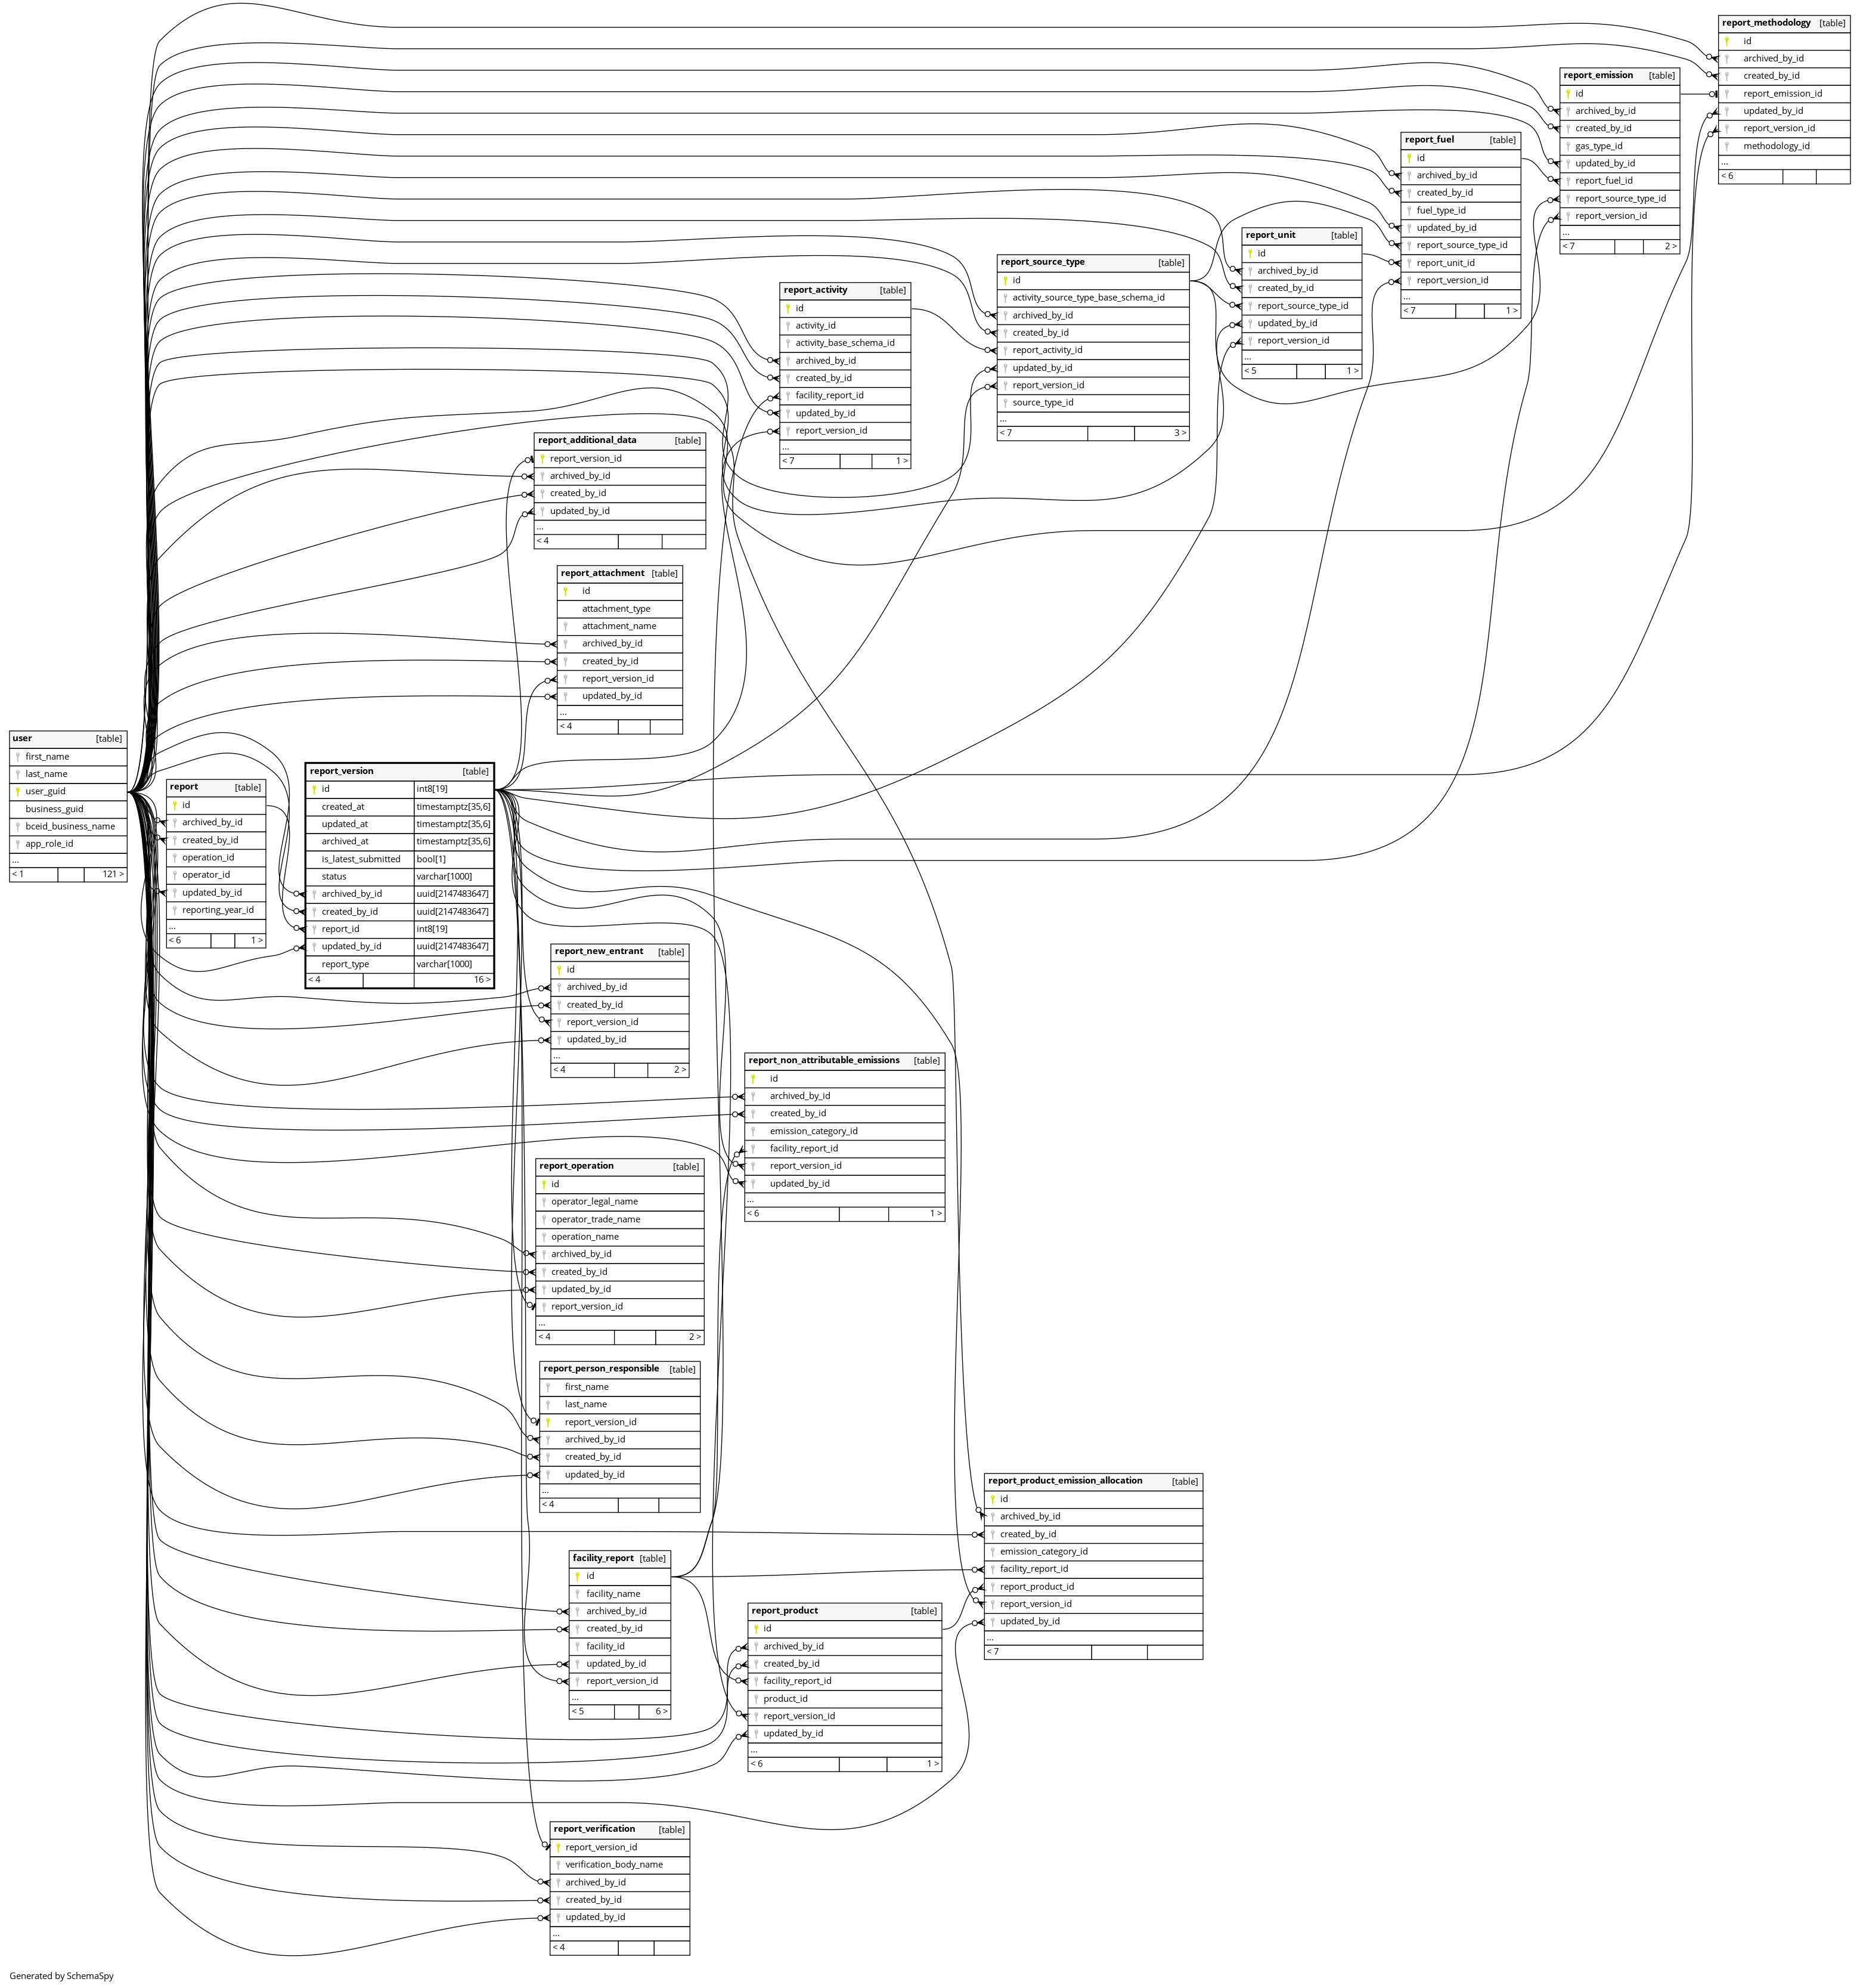 report_methodology [table]
id
archived_by_id
created_by_id
report_emission_id
updated_by_id
report_version_id
methodology_id
...
< 6
report_emission [table]
id
archived_by_id
created_by_id
gas_type_id
updated_by_id
report_fuel_id
report_source_type_id
report_version_id
...
< 7 2 >
report_fuel [table]
id
archived_by_id
created_by_id
fuel_type_id
updated_by_id
report_source_type_id
report_unit_id
report_version_id
...
< 7 1 >
report_unit [table]
id
archived_by_id
created_by_id
report_source_type_id
updated_by_id
report_version_id
...
< 5 1 >
report_source_type [table]
id
activity_source_type_base_schema_id
archived_by_id
created_by_id
report_activity_id
updated_by_id
report_version_id
source_type_id
...
< 7 3 >
report_activity [table]
id
activity_id
activity_base_schema_id
archived_by_id
created_by_id
facility_report_id
updated_by_id
report_version_id
...
< 7 1 >
report_additional_data [table]
report_version_id
archived_by_id
created_by_id
updated_by_id
...
< 4
report_attachment [table]
id
attachment_type
attachment_name
archived_by_id
created_by_id
report_version_id
updated_by_id
...
< 4
user [table]
first_name
last_name
user_guid
business_guid
bceid_business_name
app_role_id
...
< 1 121 >
report [table]
id
archived_by_id
created_by_id
operation_id
operator_id
updated_by_id
reporting_year_id
...
< 6 1 >
report_version [table]
id int8[19]
created_at timestamptz[35,6]
updated_at timestamptz[35,6]
archived_at timestamptz[35,6]
is_latest_submitted bool[1]
status varchar[1000]
archived_by_id uuid[2147483647]
created_by_id uuid[2147483647]
report_id int8[19]
updated_by_id uuid[2147483647]
report_type varchar[1000]
< 4 16 >
report_new_entrant [table]
id
archived_by_id
created_by_id
report_version_id
updated_by_id
...
< 4 2 >
report_non_attributable_emissions [table]
id
archived_by_id
created_by_id
emission_category_id
facility_report_id
report_version_id
updated_by_id
...
< 6 1 >
report_operation [table]
id
operator_legal_name
operator_trade_name
operation_name
archived_by_id
created_by_id
updated_by_id
report_version_id
...
< 4 2 >
report_person_responsible [table]
first_name
last_name
report_version_id
archived_by_id
created_by_id
updated_by_id
...
< 4
report_product_emission_allocation [table]
id
archived_by_id
created_by_id
emission_category_id
facility_report_id
report_product_id
report_version_id
updated_by_id
...
< 7
facility_report [table]
id
facility_name
archived_by_id
created_by_id
facility_id
updated_by_id
report_version_id
...
< 5 6 >
report_product [table]
id
archived_by_id
created_by_id
facility_report_id
product_id
report_version_id
updated_by_id
...
< 6 1 >
report_verification [table]
report_version_id
verification_body_name
archived_by_id
created_by_id
updated_by_id
...
< 4
Generated by SchemaSpy